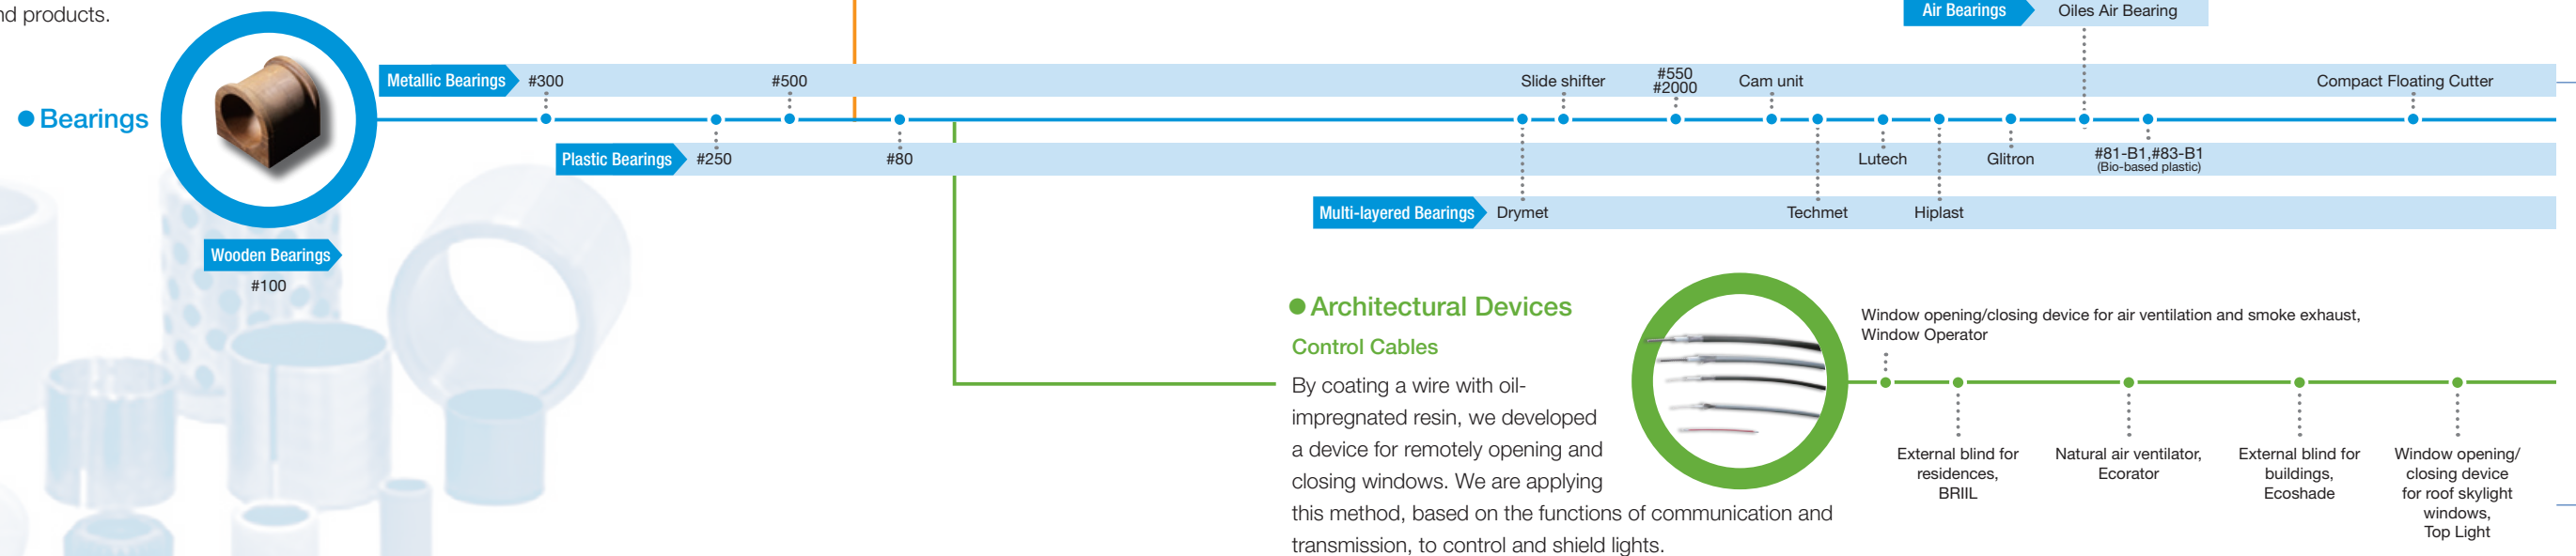 nd products.
Air Bearings
Oiles Air Bearing
Bearings
Metallic Bearings
#300
#500
Slide shifter
#550
#2000
Cam unit
Compact Floating Cutter
Plastic Bearings
#250
#80
Lutech
Glitron
#81-B1,#83-B1
(Bio-based plastic)
Multi-layered Bearings
Drymet
Techmet
Hiplast
Wooden Bearings
#100
Architectural Devices
Control Cables
By coating a wire with oil-
impregnated resin, we developed
a device for remotely opening and
closing windows. We are applying
this method, based on the functions of communication and
transmission, to control and shield lights.
Window opening/closing device for air ventilation and smoke exhaust,
Window Operator
External blind for
residences,
BRIIL
Natural air ventilator,
Ecorator
External blind for
buildings,
Ecoshade
Window opening/
closing device
for roof skylight
windows,
Top Light